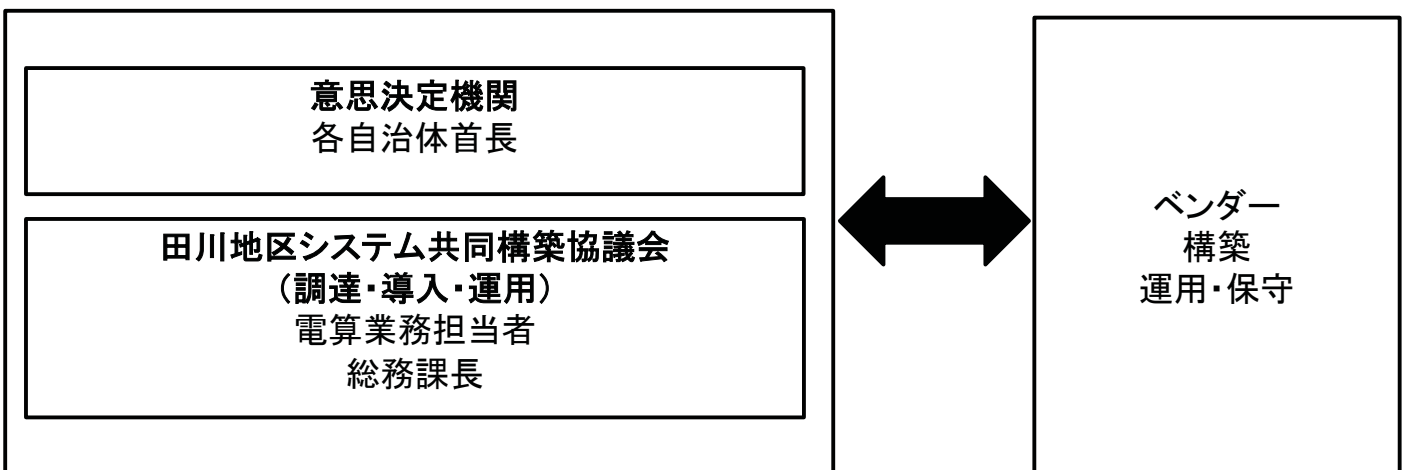 意思決定機関
各自治体首長
田川地区システム共同構築協議会
（調達・導入・運用）
電算業務担当者
総務課長
ベンダー
構築
運用・保守